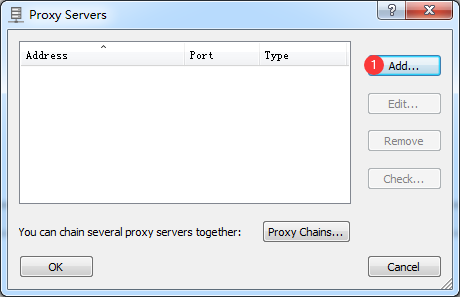 Proxy Servers
Address Port Type
1 Add...
Edit...
Remove
Check...
You can chain several proxy servers together: Proxy Chains...
OK Cancel